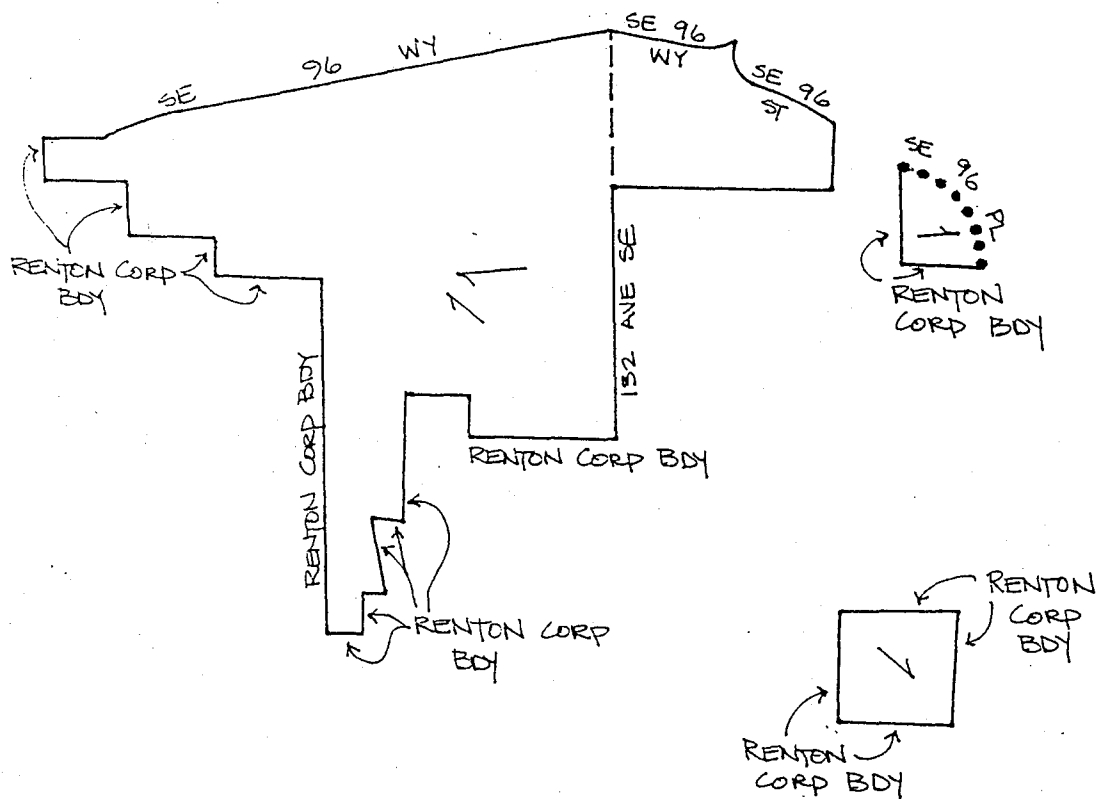 SE 96 WY
SE 96
WY
SE 96
ST
SE 96 PL
RENTON CORP
BDY
RENTON
CORP BDY
132 AVE SE
RENTON CORP BDY
RENTON CORP BDY
RENTON CORP
BDY
RENTON
CORP
BDY
RENTON
CORP BDY